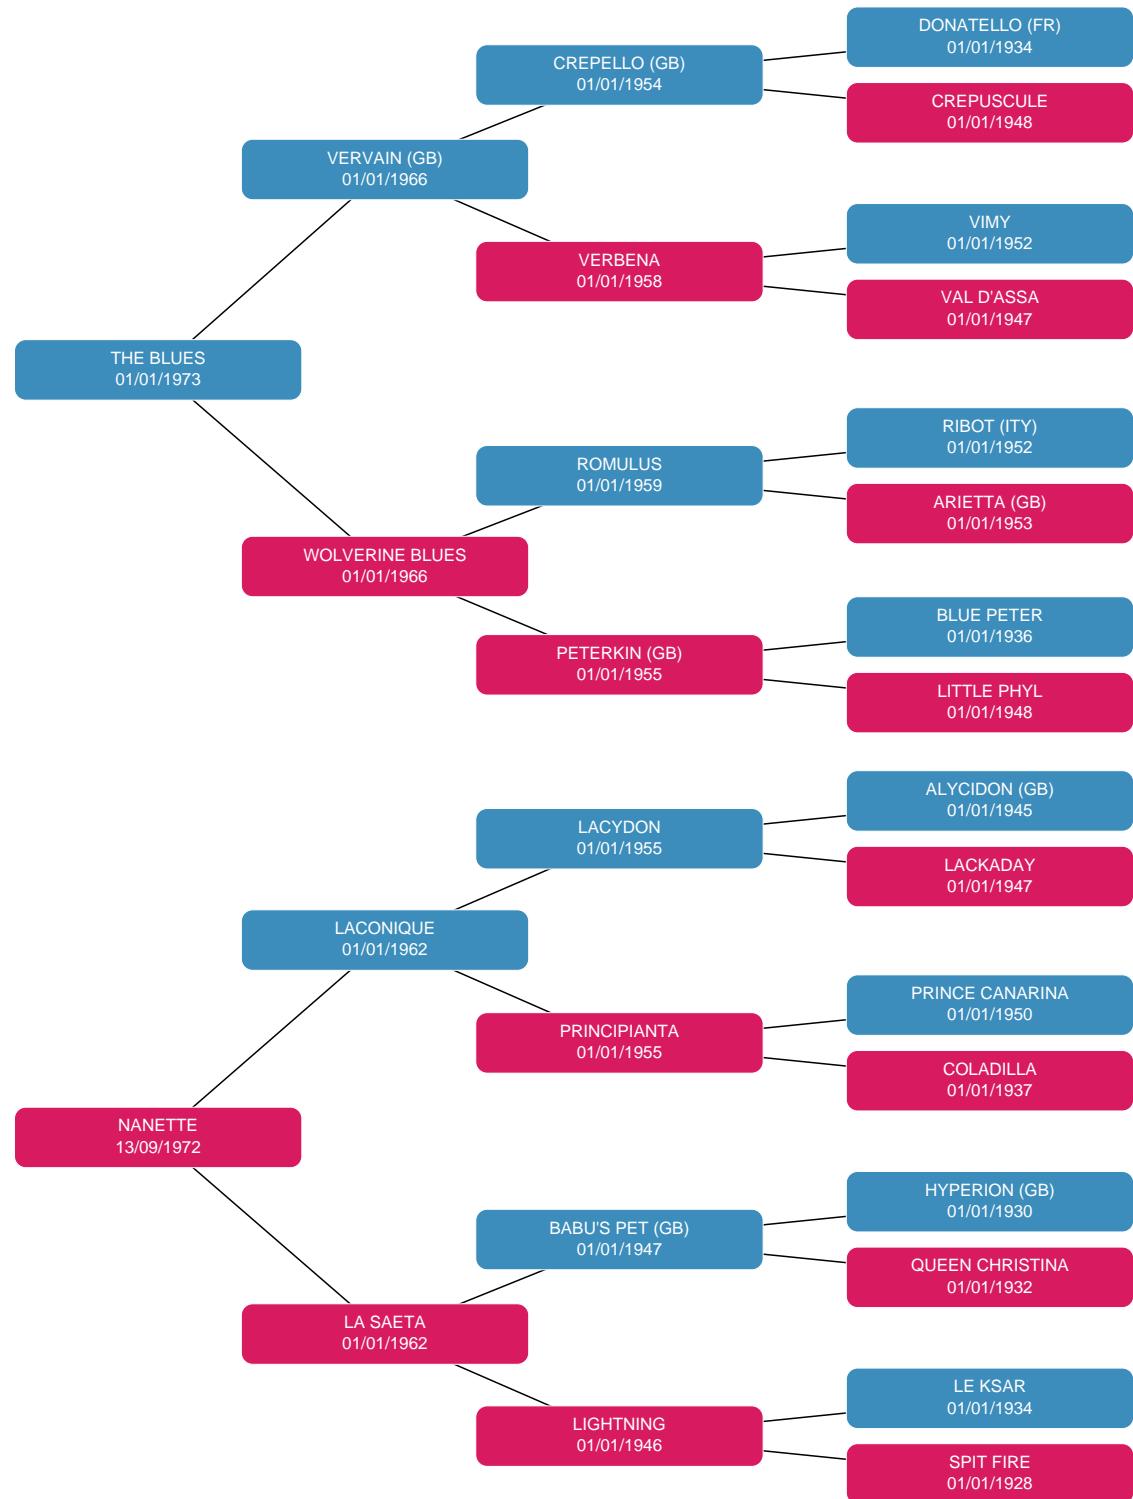 DONATELLO (FR)
01/01/1934
CREPELLO (GB)
01/01/1954
CREPUSCULE
01/01/1948
VERVAIN (GB)
01/01/1966
VIMY
01/01/1952
VERBENA
01/01/1958
VAL D'ASSA
01/01/1947
THE BLUES
01/01/1973
RIBOT (ITY)
01/01/1952
ROMULUS
01/01/1959
ARIETTA (GB)
01/01/1953
WOLVERINE BLUES
01/01/1966
BLUE PETER
01/01/1936
PETERKIN (GB)
01/01/1955
LITTLE PHYL
01/01/1948
ALYCIDON (GB)
01/01/1945
LACYDON
01/01/1955
LACKADAY
01/01/1947
LACONIQUE
01/01/1962
PRINCE CANARINA
01/01/1950
PRINCIPIANTA
01/01/1955
COLADILLA
01/01/1937
NANETTE
13/09/1972
HYPERION (GB)
01/01/1930
BABU'S PET (GB)
01/01/1947
QUEEN CHRISTINA
01/01/1932
LA SAETA
01/01/1962
LE KSAR
01/01/1934
LIGHTNING
01/01/1946
SPIT FIRE
01/01/1928